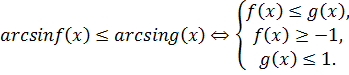 arcsinf(x) ≤ arcsing(x) ⇔ { f(x) ≤ g(x),
f(x) ≥ −1,
g(x) ≤ 1.